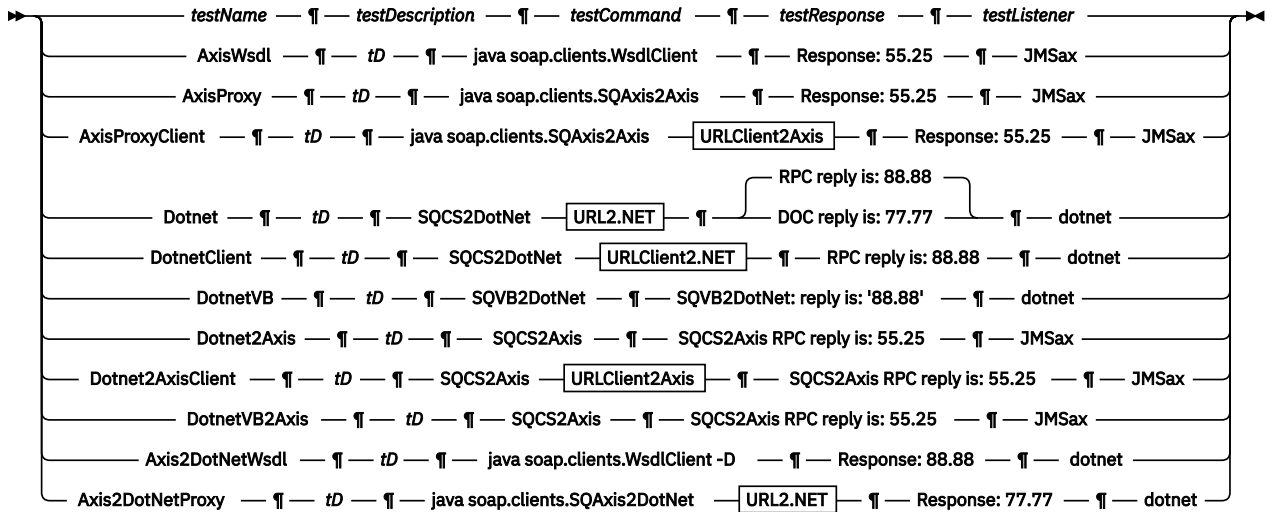 testName ¶ testDescription ¶ testCommand ¶ testResponse ¶ testListener
AxisWsdl ¶ tD ¶ java soap.clients.WsdlClient ¶ Response: 55.25 ¶ JMSax
AxisProxy ¶ tD ¶ java soap.clients.SQAxis2Axis ¶ Response: 55.25 ¶ JMSax
AxisProxyClient ¶ tD ¶ java soap.clients.SQAxis2Axis URLClient2Axis ¶ Response: 55.25 ¶ JMSax
RPC reply is: 88.88
Dotnet ¶ tD ¶ SQCS2DotNet URL2.NET ¶ DOC reply is: 77.77 ¶ dotnet
DotnetClient ¶ tD ¶ SQCS2DotNet URLClient2.NET ¶ RPC reply is: 88.88 ¶ dotnet
DotnetVB ¶ tD ¶ SQVB2DotNet ¶ SQVB2DotNet: reply is: '88.88' ¶ dotnet
Dotnet2Axis ¶ tD ¶ SQCS2Axis ¶ SQCS2Axis RPC reply is: 55.25 ¶ JMSax
Dotnet2AxisClient ¶ tD ¶ SQCS2Axis URLClient2Axis ¶ SQCS2Axis RPC reply is: 55.25 ¶ JMSax
DotnetVB2Axis ¶ tD ¶ SQCS2Axis ¶ SQCS2Axis RPC reply is: 55.25 ¶ JMSax
Axis2DotNetWsdl ¶ tD ¶ java soap.clients.WsdlClient -D ¶ Response: 88.88 ¶ dotnet
Axis2DotNetProxy ¶ tD ¶ java soap.clients.SQAxis2DotNet URL2.NET ¶ Response: 77.77 ¶ dotnet